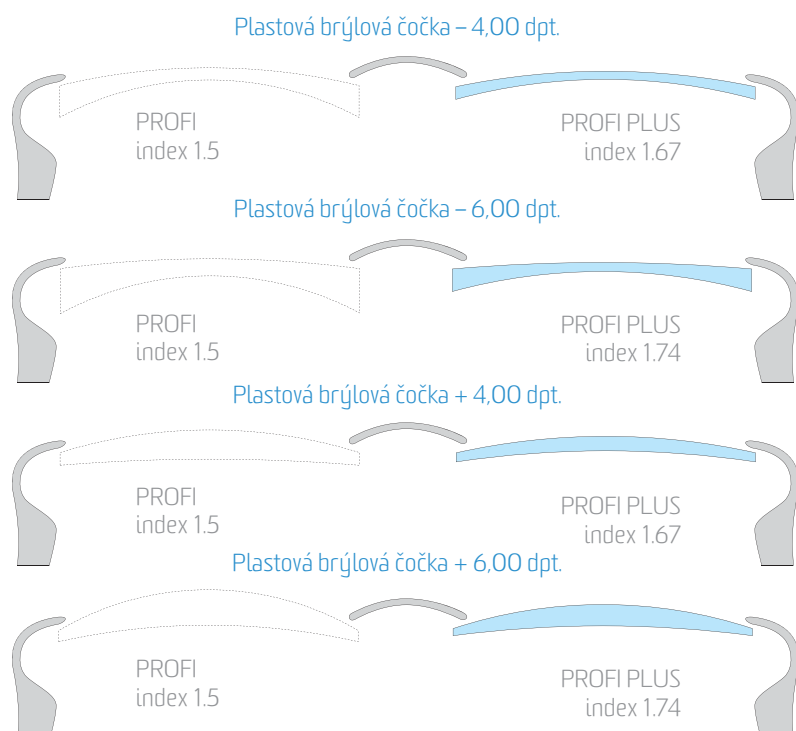 Plastová brýlová čočka – 4,00 dpt.
PROFI
index 1.5
PROFI PLUS
index 1.67
Plastová brýlová čočka – 6,00 dpt.
PROFI
index 1.5
PROFI PLUS
index 1.74
Plastová brýlová čočka + 4,00 dpt.
PROFI
index 1.5
PROFI PLUS
index 1.67
Plastová brýlová čočka + 6,00 dpt.
PROFI
index 1.5
PROFI PLUS
index 1.74